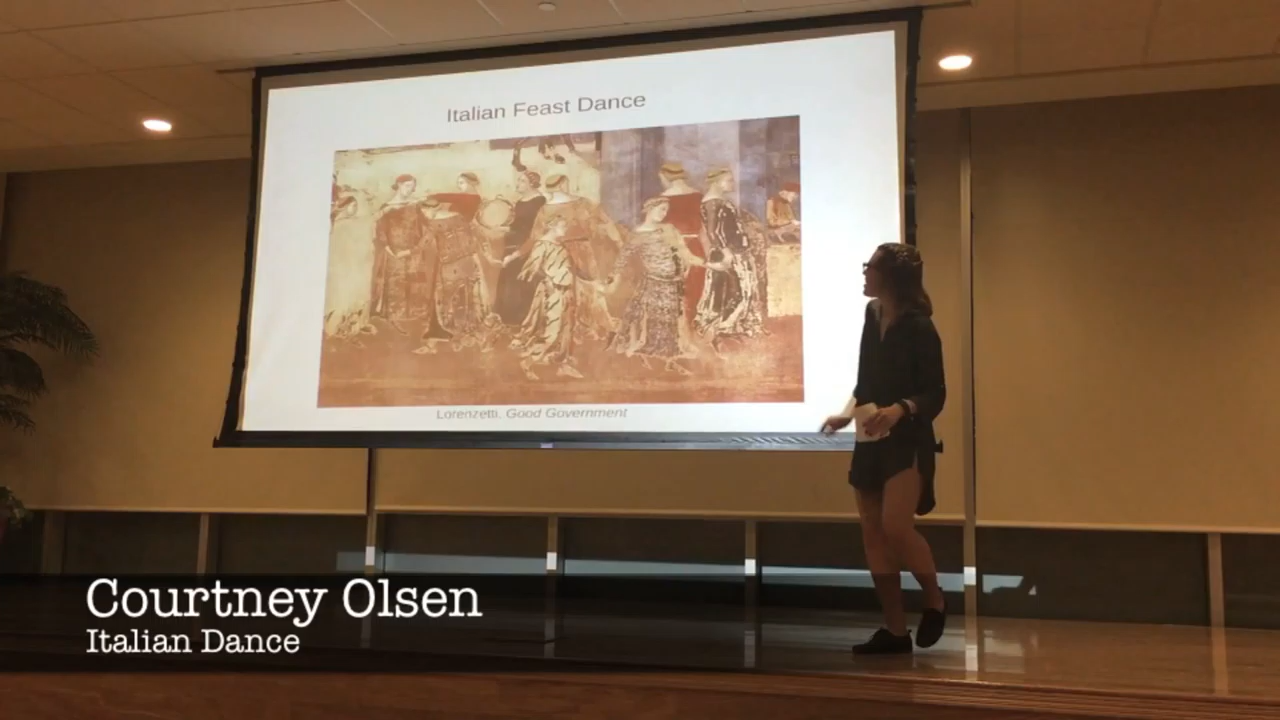 Italian Feast Dance
Lorenzetti, Good Government
Courtney Olsen
Italian Dance